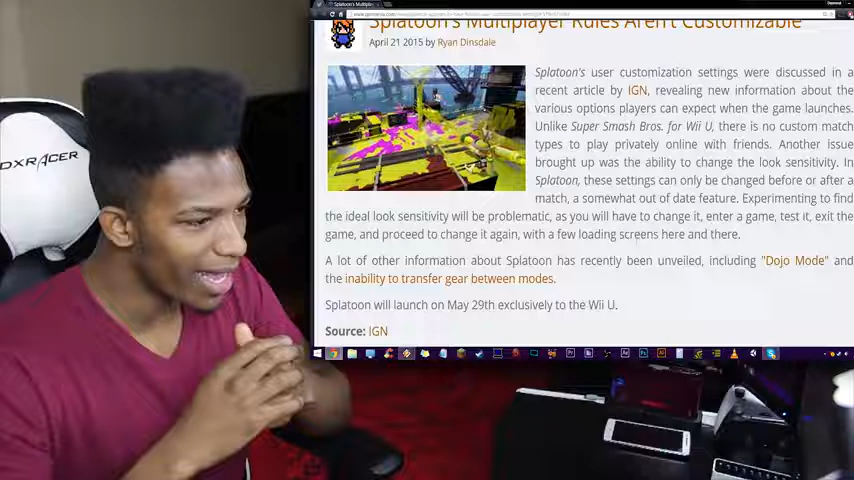 Splatoon's Multiplayer Rules Aren't Customizable
April 21 2015 by Ryan Dinsdale
Splatoon's user customization settings were discussed in a
recent article by IGN, revealing new information about the
various options players can expect when the game launches.
Unlike Super Smash Bros. for Wii U, there is no custom match
types to play privately online with friends. Another issue
brought up was the ability to change the look sensitivity. In
Splatoon, these settings can only be changed before or after a
match, a somewhat out of date feature. Experimenting to find
the ideal look sensitivity will be problematic, as you will have to change it, enter a game, test it, exit the
game, and proceed to change it again, with a few loading screens here and there.
A lot of other information about Splatoon has recently been unveiled, including "Dojo Mode" and
the inability to transfer gear between modes.
Splatoon will launch on May 29th exclusively to the Wii U.
Source: IGN
DXRACER